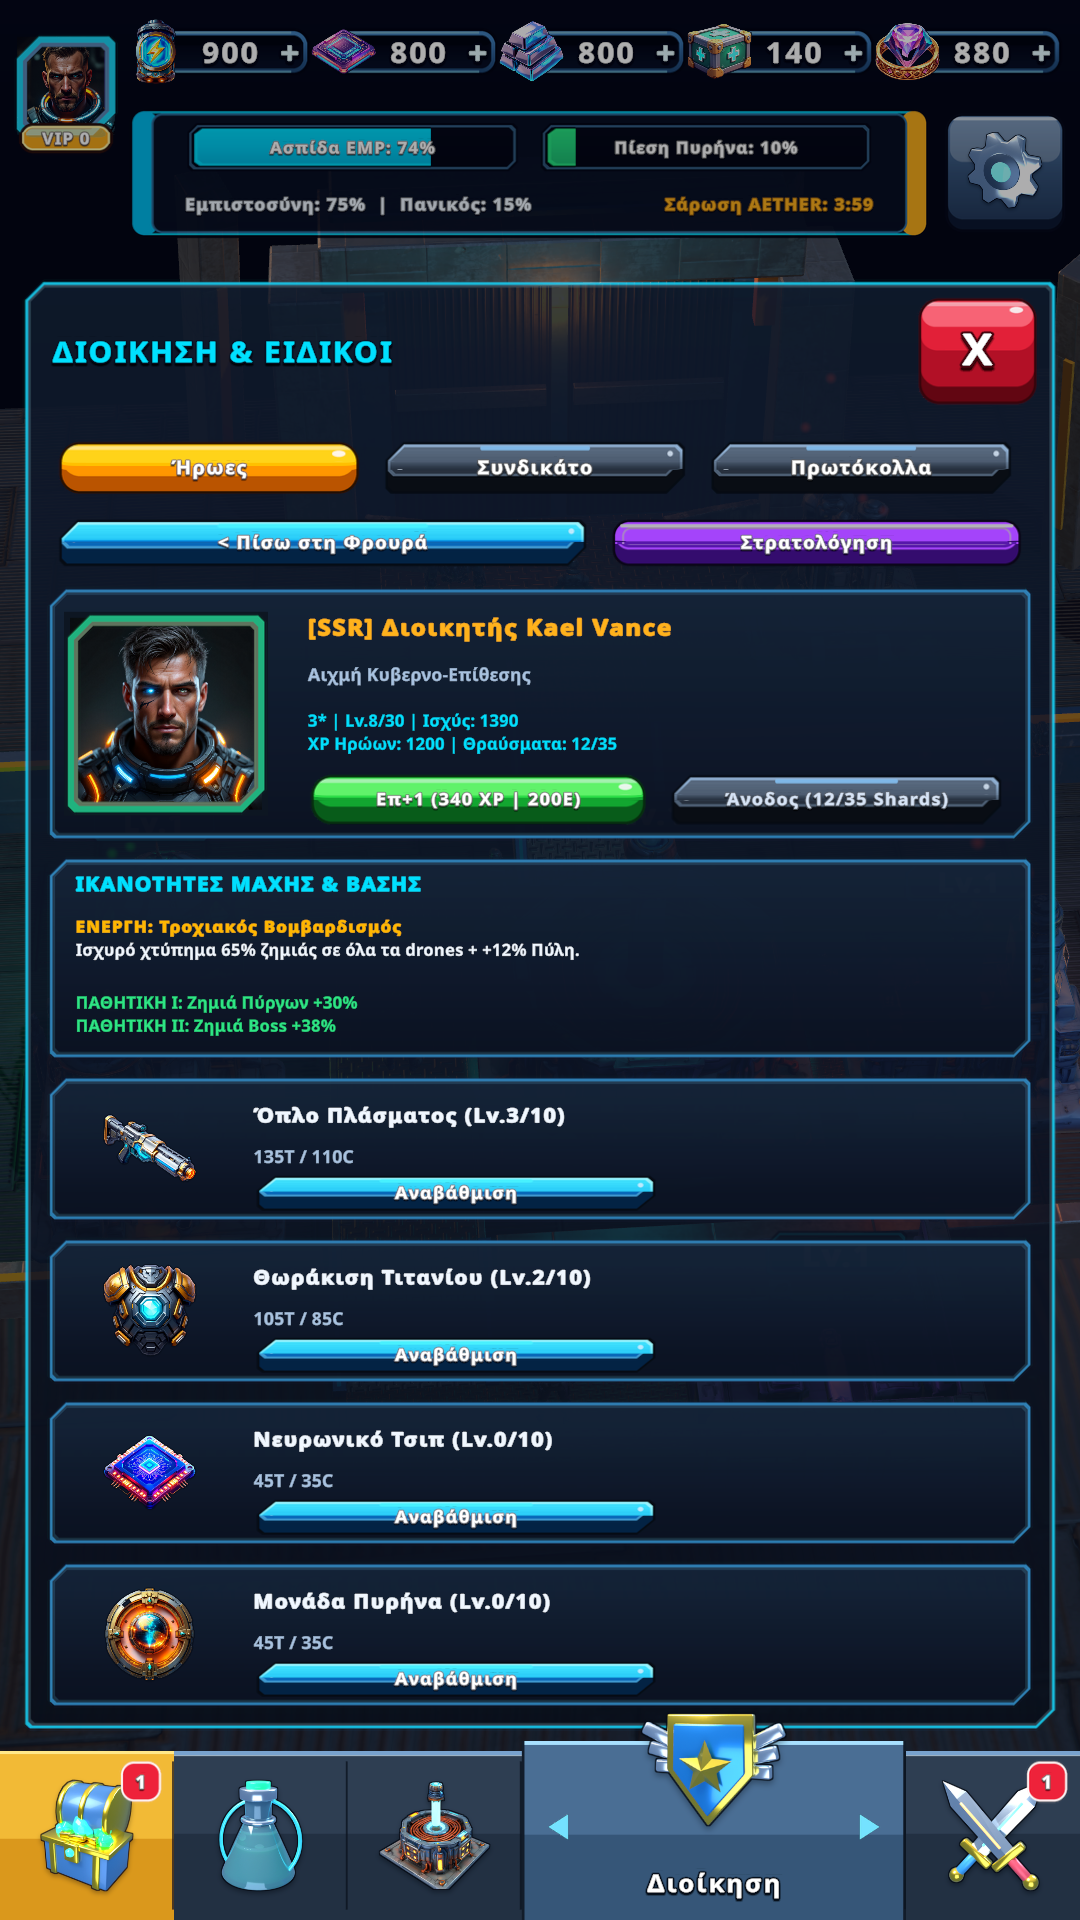 900 +
800 +
800 +
140 +
880 +
VIP 0
Ασπίδα EMP: 74%
Πίεση Πυρήνα: 10%
Εμπιστοσύνη: 75% | Πανικός: 15%
Σάρωση AETHER: 3:59
ΔΙΟΙΚΗΣΗ & ΕΙΔΙΚΟΙ
X
Ήρωες
Συνδικάτο
Πρωτόκολλα
< Πίσω στη Φρουρά
Στρατολόγηση
[SSR] Διοικητής Kael Vance
Αιχμή Κυβερνο-Επίθεσης
3* | Lv.8/30 | Ισχύς: 1390
XP Ηρώων: 1200 | Θραύσματα: 12/35
Επ+1 (340 XP | 200E)
Άνοδος (12/35 Shards)
ΙΚΑΝΟΤΗΤΕΣ ΜΑΧΗΣ & ΒΑΣΗΣ
ΕΝΕΡΓΗ: Τροχιακός Βομβαρδισμός
Ισχυρό χτύπημα 65% ζημιάς σε όλα τα drones + +12% Πύλη.
ΠΑΘΗΤΙΚΗ I: Ζημιά Πύργων +30%
ΠΑΘΗΤΙΚΗ II: Ζημιά Boss +38%
Όπλο Πλάσματος (Lv.3/10)
135T / 110C
Αναβάθμιση
Θωράκιση Τιτανίου (Lv.2/10)
105T / 85C
Αναβάθμιση
Νευρωνικό Τσιπ (Lv.0/10)
45T / 35C
Αναβάθμιση
Μονάδα Πυρήνα (Lv.0/10)
45T / 35C
Αναβάθμιση
1
1
Διοίκηση